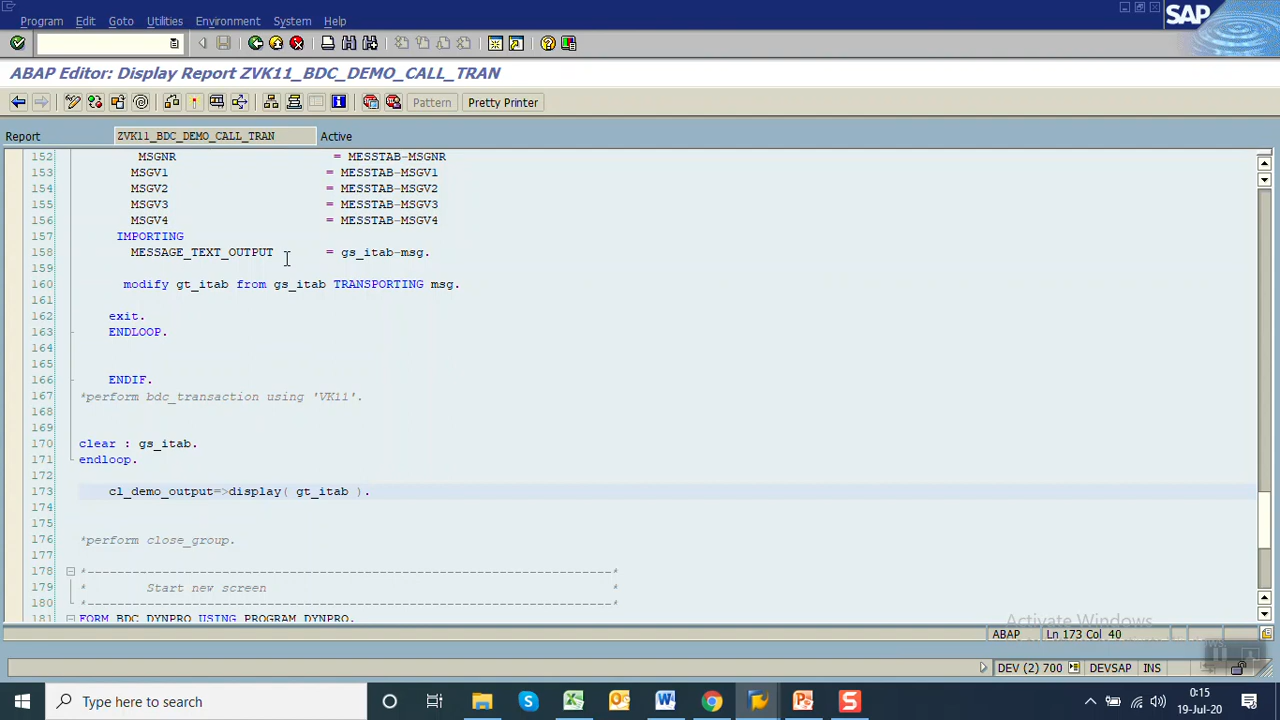 Program Edit Goto Utilities Environment System Help
SAP
ABAP Editor: Display Report ZVK11_BDC_DEMO_CALL_TRAN
Pattern Pretty Printer
Report ZVK11_BDC_DEMO_CALL_TRAN Active
152 MSGNR = MESSTAB-MSGNR
153 MSGV1 = MESSTAB-MSGV1
154 MSGV2 = MESSTAB-MSGV2
155 MSGV3 = MESSTAB-MSGV3
156 MSGV4 = MESSTAB-MSGV4
157 IMPORTING
158 MESSAGE_TEXT_OUTPUT = gs_itab-msg.
159
160 modify gt_itab from gs_itab TRANSPORTING msg.
161
162 exit.
163 ENDLOOP.
164
165
166 ENDIF.
167 *perform bdc_transaction using 'VK11'.
168
169
170 clear : gs_itab.
171 endloop.
172
173 cl_demo_output=>display( gt_itab ).
174
175
176 *perform close_group.
177
178 *----------------------------------------------------------------------*
179 * Start new screen *
180 *----------------------------------------------------------------------*
181 FORM BDC_DYNPRO USING PROGRAM DYNPRO.
Activate Windows
ABAP Ln 173 Col 40
DEV (2) 700 DEVSAP INS
Type here to search
0:15
19-Jul-20